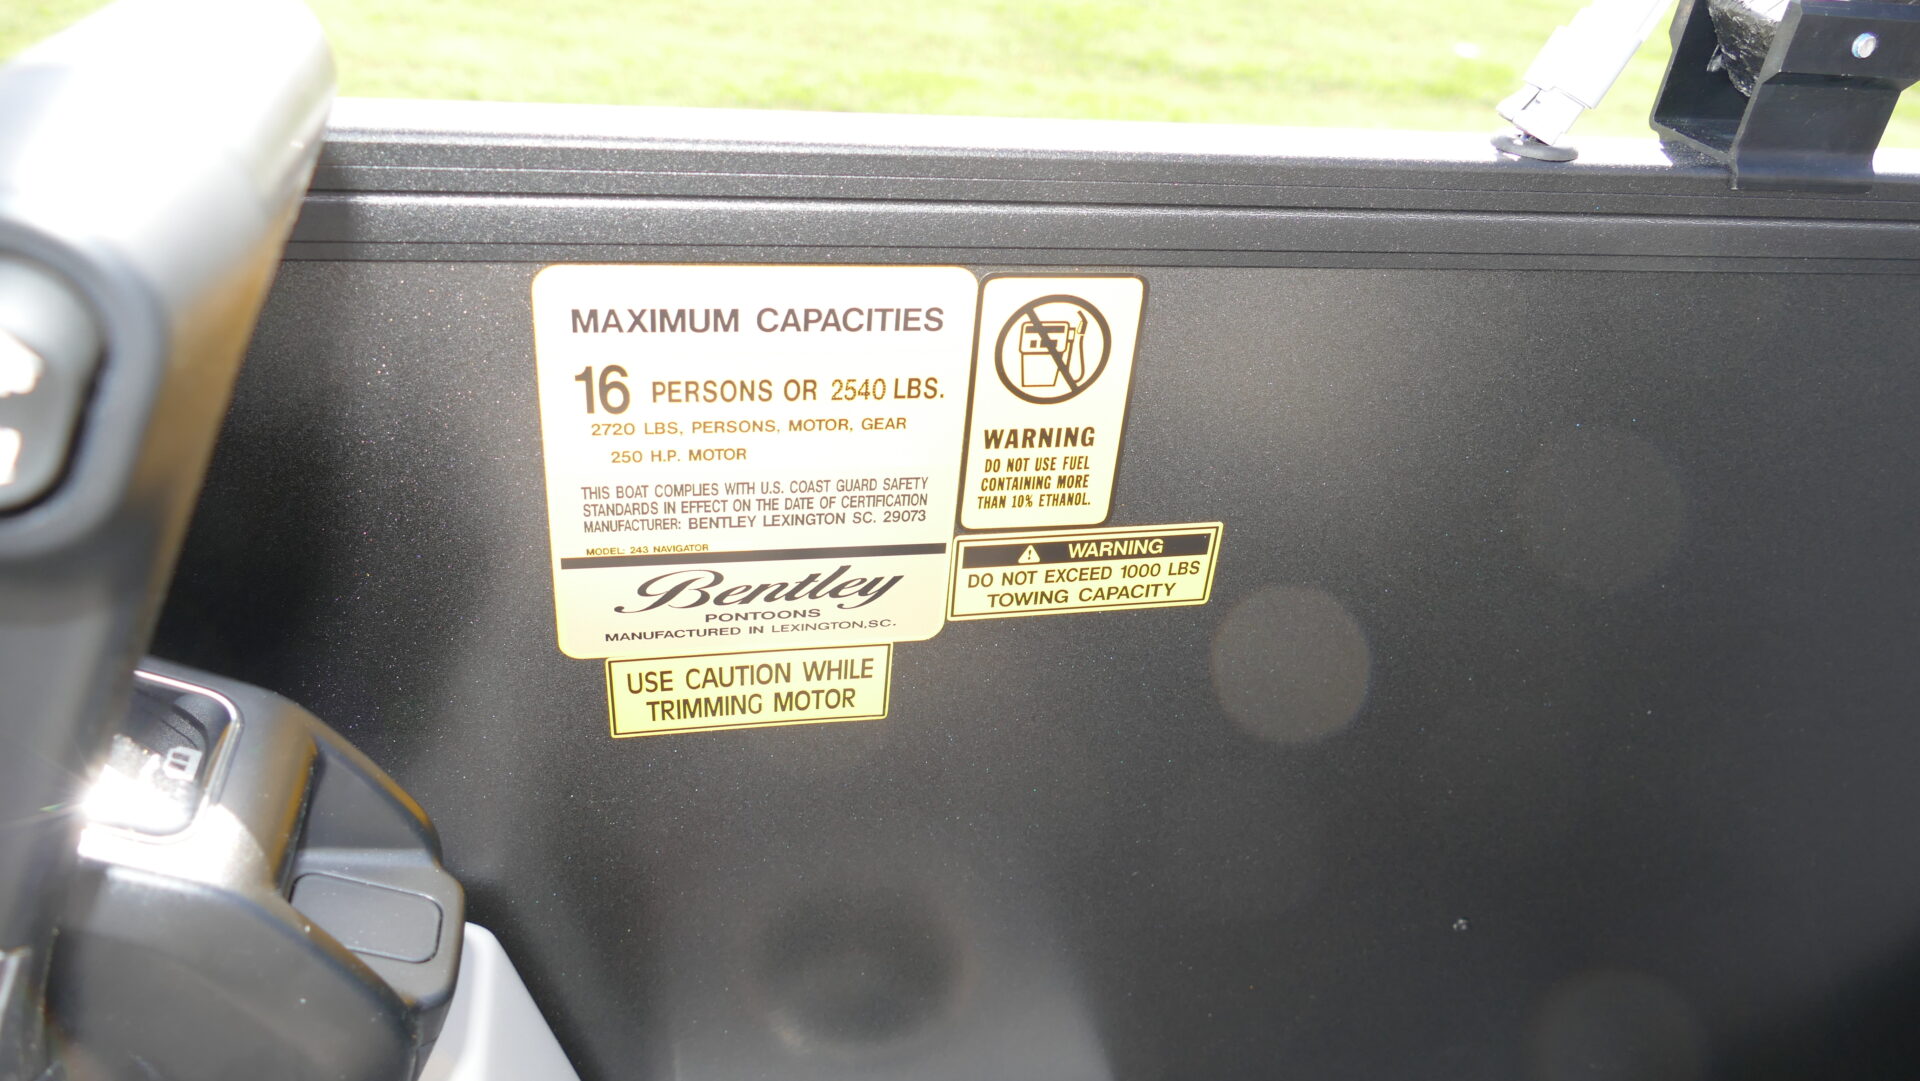 MAXIMUM CAPACITIES
16 PERSONS OR 2540 LBS.
2720 LBS, PERSONS, MOTOR, GEAR
250 H.P. MOTOR
THIS BOAT COMPLIES WITH U.S. COAST GUARD SAFETY
STANDARDS IN EFFECT ON THE DATE OF CERTIFICATION
MANUFACTURER: BENTLEY LEXINGTON SC. 29073
MODEL: 243 NAVIGATOR
Bentley
PONTOONS
MANUFACTURED IN LEXINGTON,SC.
WARNING
DO NOT USE FUEL
CONTAINING MORE
THAN 10% ETHANOL.
WARNING
DO NOT EXCEED 1000 LBS
TOWING CAPACITY
USE CAUTION WHILE
TRIMMING MOTOR